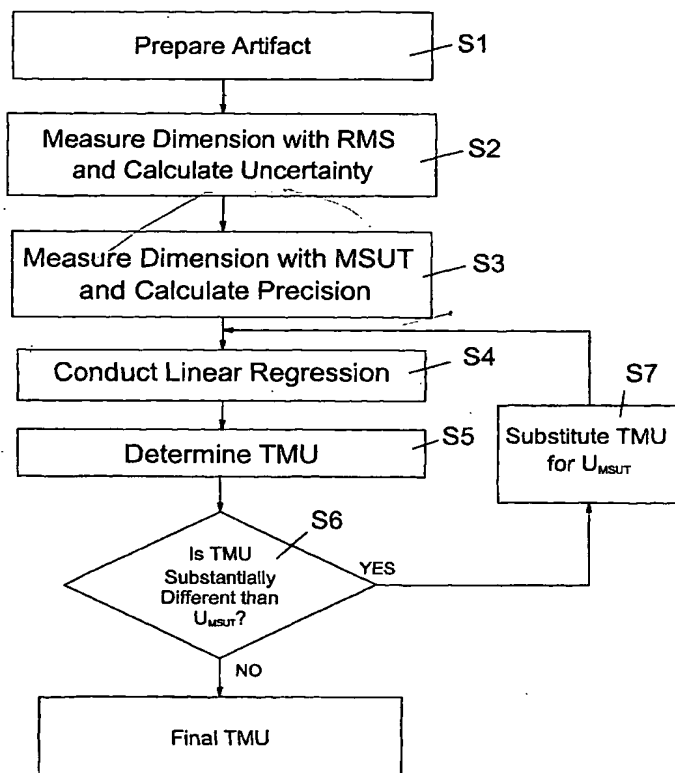 Prepare Artifact
S1
Measure Dimension with RMS
and Calculate Uncertainty
S2
Measure Dimension with MSUT
and Calculate Precision
S3
Conduct Linear Regression
S4
Determine TMU
S5
S7
Substitute TMU
for UMSUT
S6
Is TMU
Substantially
Different than
UMSUT?
YES
NO
Final TMU